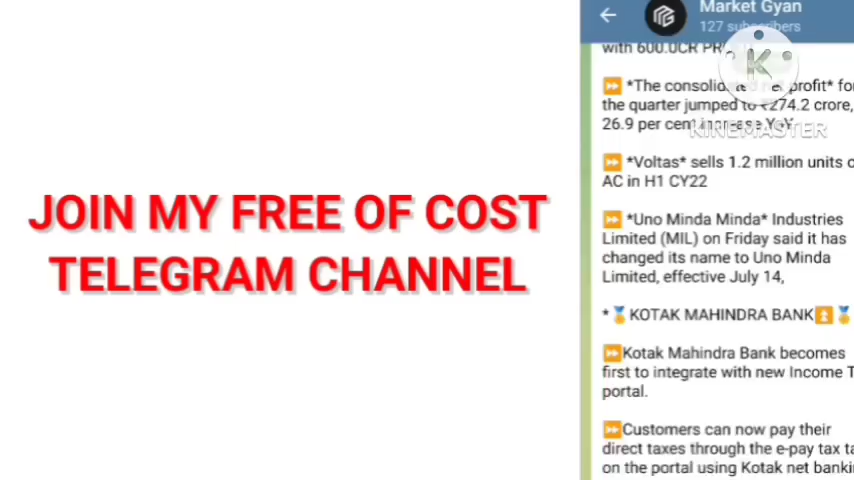 JOIN MY FREE OF COST
TELEGRAM CHANNEL
Market Gyan
127 subscribers
with 600.0CR
⏩ *The consolidated net profit* for
the quarter jumped to ₹274.2 crore,
26.9 per cent increase YoY
KINEMASTER
⏩ *Voltas* sells 1.2 million units o
AC in H1 CY22
⏩ *Uno Minda Minda* Industries
Limited (MIL) on Friday said it has
changed its name to Uno Minda
Limited, effective July 14,
*🏅KOTAK MAHINDRA BANK⏫🏅
⏩Kotak Mahindra Bank becomes
first to integrate with new Income T
portal.
⏩Customers can now pay their
direct taxes through the e-pay tax ta
on the portal using Kotak net banki